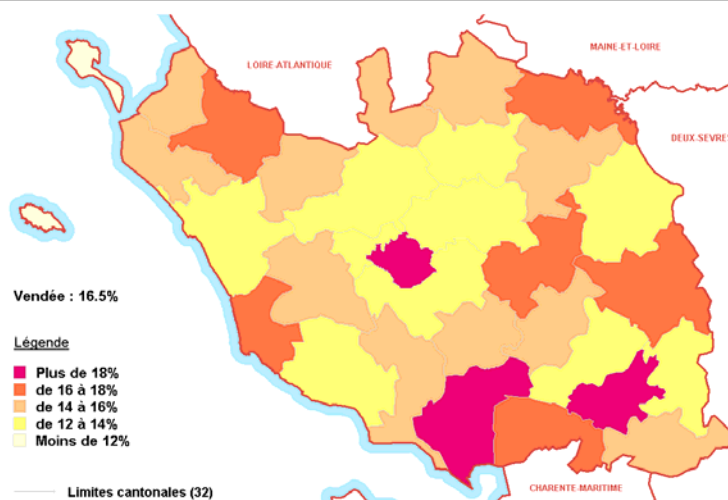 MAINE-ET-LOIRE
LOIRE-ATLANTIQUE
DEUX-SEVRES
Vendée : 16.5%
Légende
Plus de 18%
de 16 à 18%
de 14 à 16%
de 12 à 14%
Moins de 12%
Limites cantonales (32)
CHARENTE-MARITIME